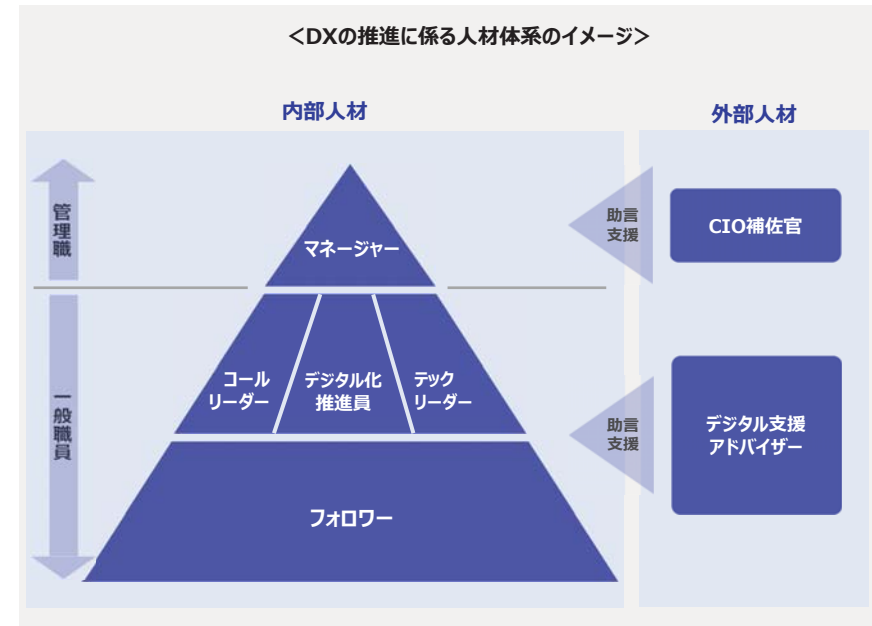 ＜DXの推進に係る人材体系のイメージ＞
内部人材
外部人材
管理職
マネージャー
助言
支援
CIO補佐官
一般職員
コール
リーダー
デジタル化
推進員
テック
リーダー
助言
支援
デジタル支援
アドバイザー
フォロワー